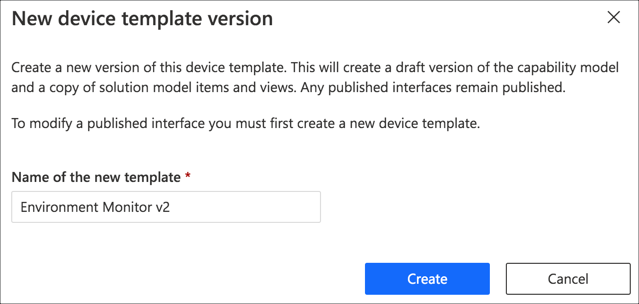 New device template version
Create a new version of this device template. This will create a draft version of the capability model
and a copy of solution model items and views. Any published interfaces remain published.
To modify a published interface you must first create a new device template.
Name of the new template *
Environment Monitor v2
Create
Cancel